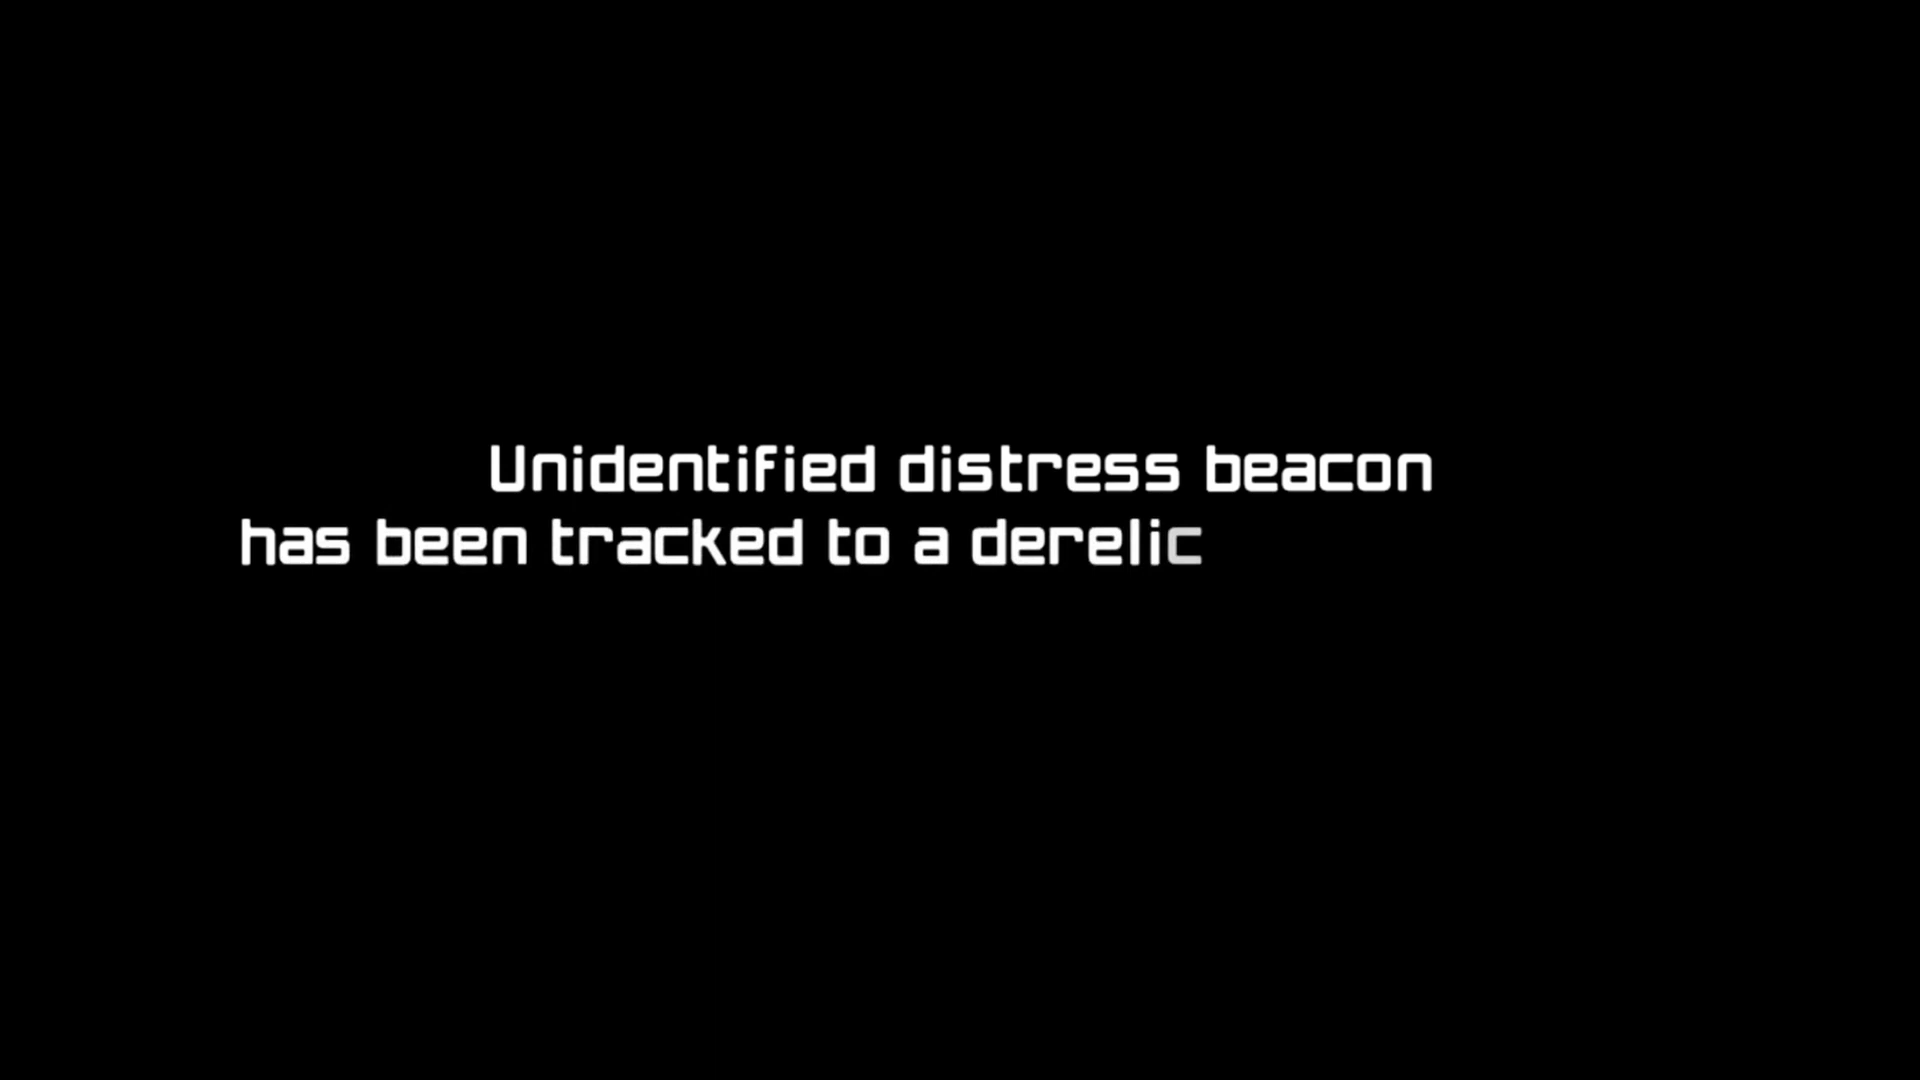 Unidentified distress beacon
has been tracked to a derelic